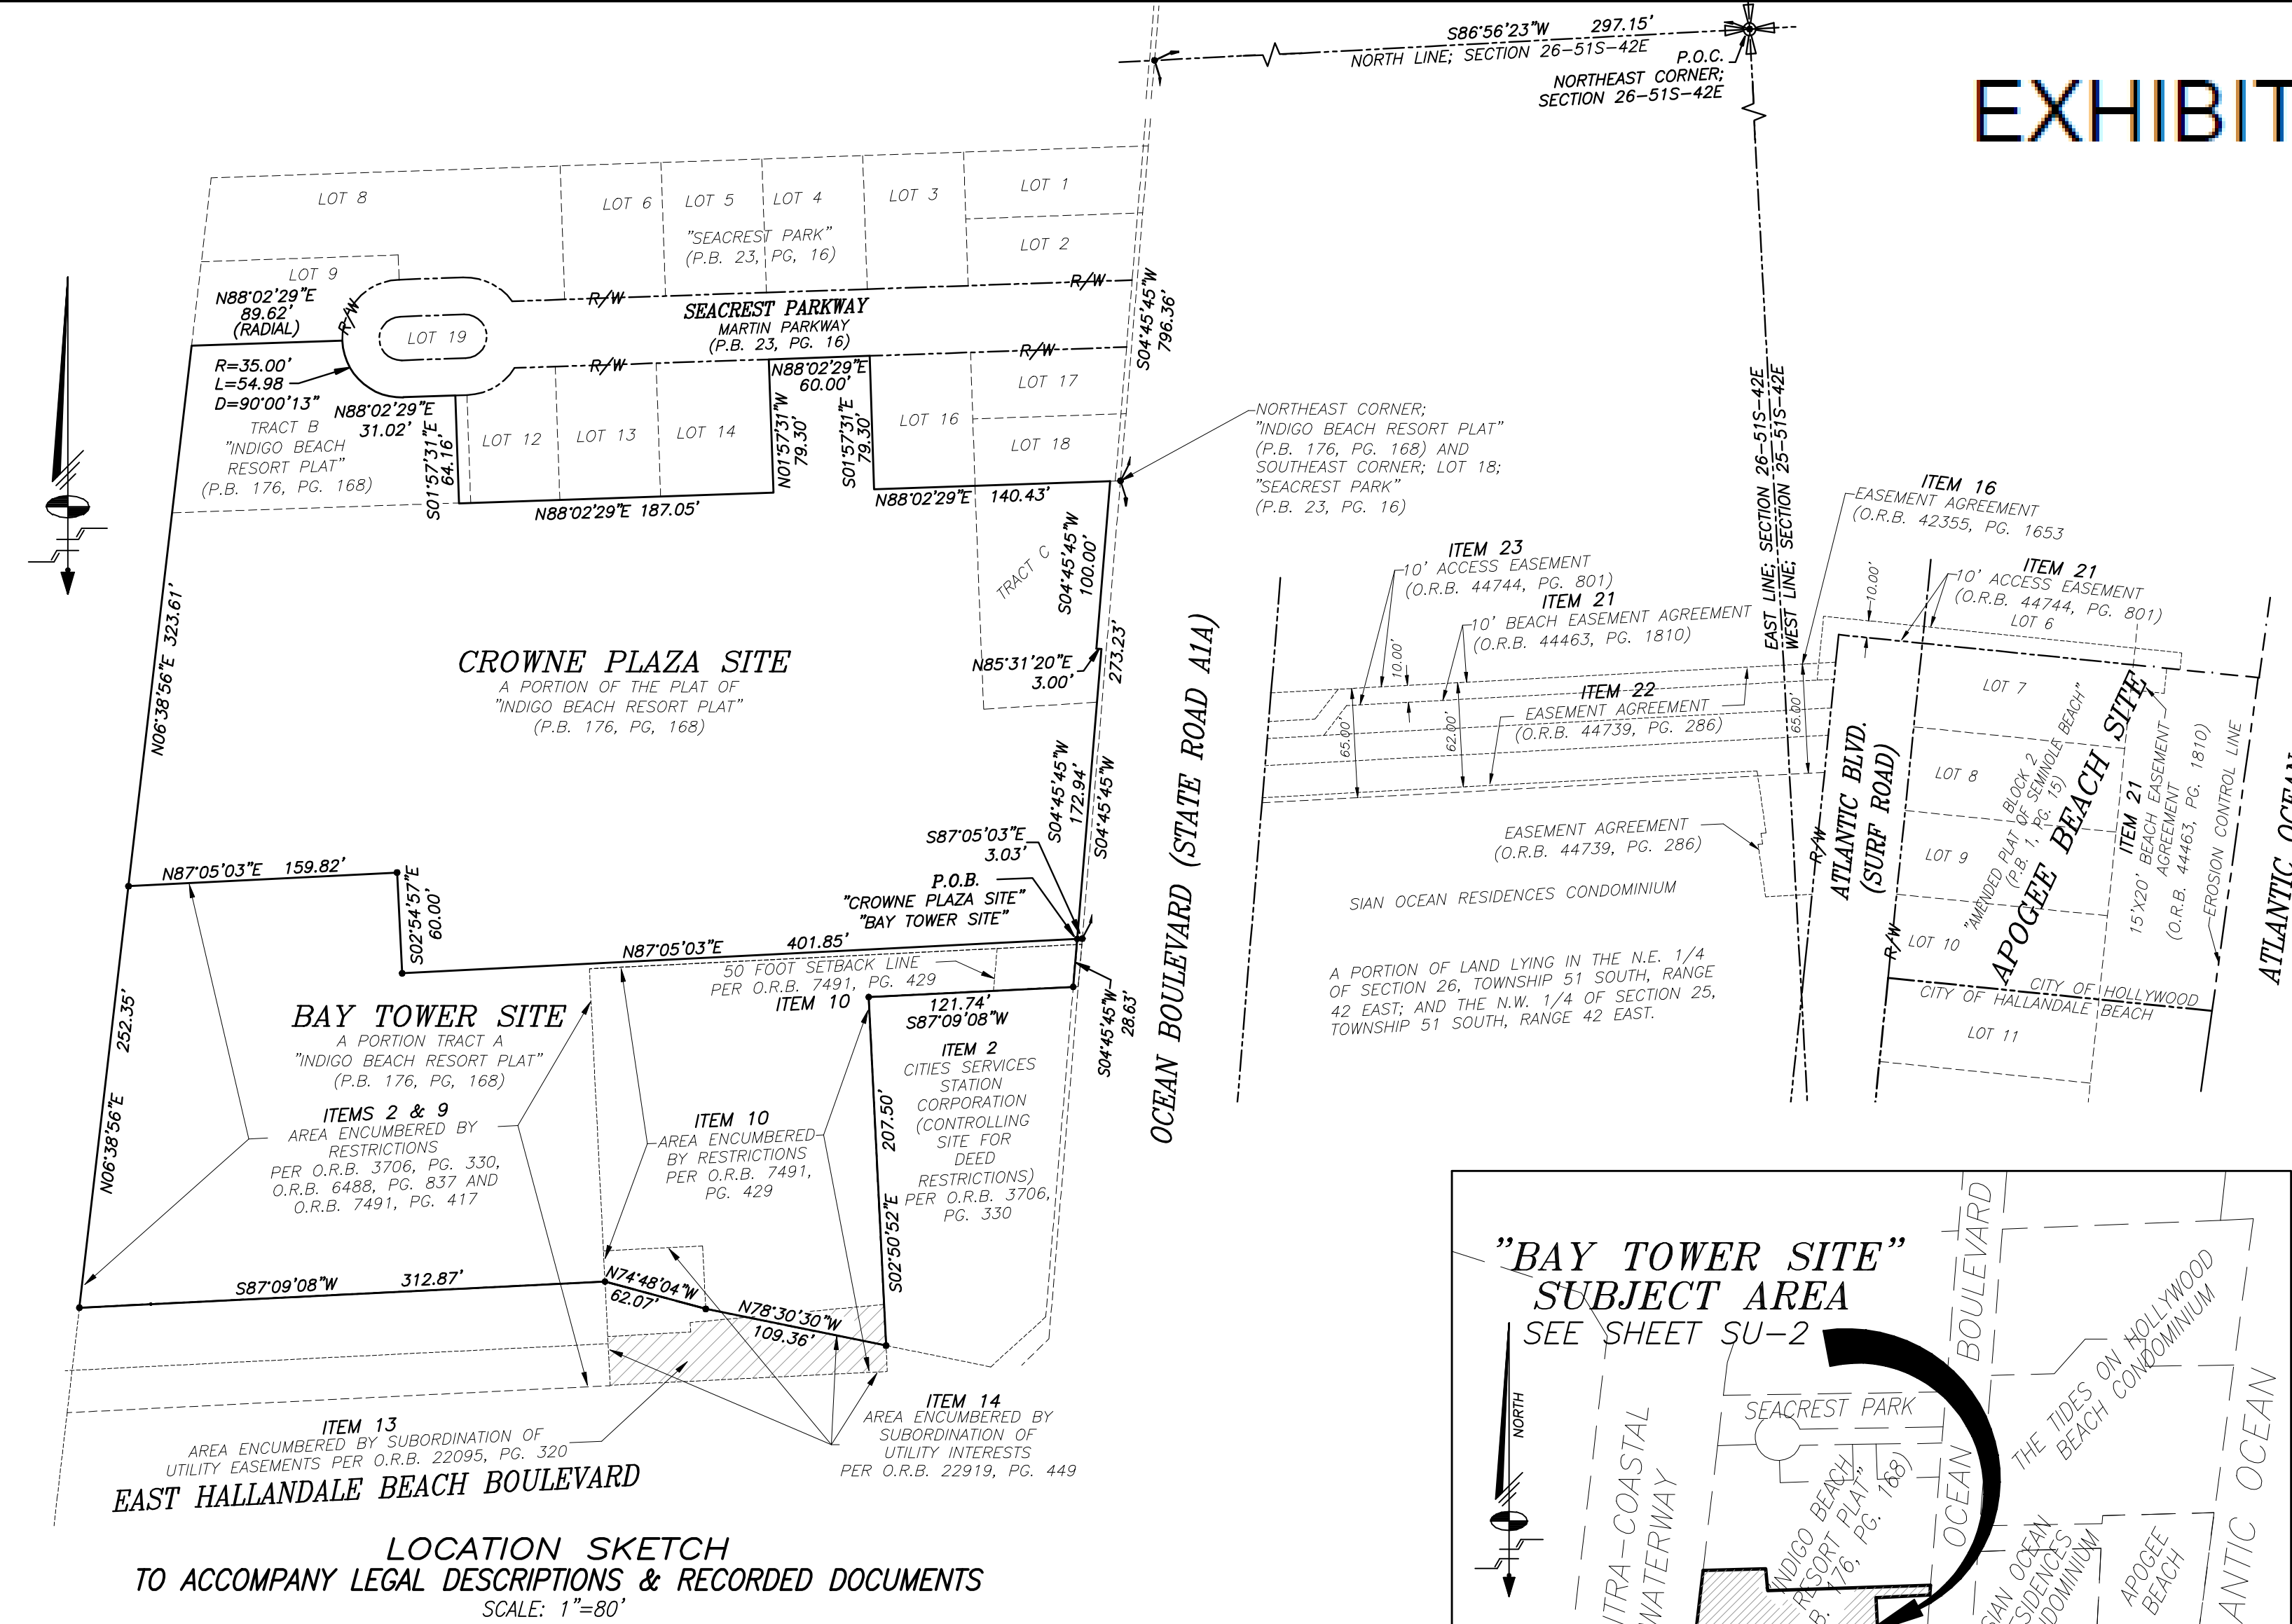 S86°56'23"W 297.15'
NORTH LINE; SECTION 26-51S-42E
P.O.C.
NORTHEAST CORNER;
SECTION 26-51S-42E
EXHIBIT
LOT 8
LOT 6
LOT 5
LOT 4
LOT 3
LOT 1
LOT 2
"SEACREST PARK"
(P.B. 23, PG, 16)
LOT 9
N88°02'29"E
89.62'
(RADIAL)
R/W
LOT 19
R/W
R/W
SEACREST PARKWAY
MARTIN PARKWAY
(P.B. 23, PG. 16)
R/W
R/W
S04°45'45"W
796.36'
R=35.00'
L=54.98
D=90°00'13"
N88°02'29"E
31.02'
TRACT B
"INDIGO BEACH
RESORT PLAT"
(P.B. 176, PG. 168)
S01°57'31"E
64.16'
LOT 12
LOT 13
LOT 14
N88°02'29"E
60.00'
N01°57'31"W
79.30'
S01°57'31"E
79.30'
LOT 16
LOT 17
LOT 18
N88°02'29"E 187.05'
N88°02'29"E 140.43'
NORTHEAST CORNER;
"INDIGO BEACH RESORT PLAT"
(P.B. 176, PG. 168) AND
SOUTHEAST CORNER; LOT 18;
"SEACREST PARK"
(P.B. 23, PG. 16)
TRACT C
S04°45'45"W
100.00'
N85°31'20"E
3.00'
273.23'
S04°45'45"W
N06°38'56"E 323.61'
CROWNE PLAZA SITE
A PORTION OF THE PLAT OF
"INDIGO BEACH RESORT PLAT"
(P.B. 176, PG, 168)
S04°45'45"W
172.94'
S87°05'03"E
3.03'
P.O.B.
"CROWNE PLAZA SITE"
"BAY TOWER SITE"
OCEAN BOULEVARD (STATE ROAD A1A)
EAST LINE; SECTION 26-51S-42E
WEST LINE; SECTION 25-51S-42E
ITEM 16
EASEMENT AGREEMENT
(O.R.B. 42355, PG. 1653
ITEM 23
10' ACCESS EASEMENT
(O.R.B. 44744, PG. 801)
ITEM 21
10' BEACH EASEMENT AGREEMENT
(O.R.B. 44463, PG. 1810)
10.00'
ITEM 22
EASEMENT AGREEMENT
(O.R.B. 44739, PG. 286)
65.00'
62.00'
65.00'
10.00'
ITEM 21
10' ACCESS EASEMENT
(O.R.B. 44744, PG. 801)
LOT 6
LOT 7
LOT 8
LOT 9
LOT 10
LOT 11
BLOCK 2
"AMENDED PLAT OF SEMINOLE BEACH"
(P.B. 1, PG. 15)
APOGEE BEACH SITE
ITEM 21
15'X20' BEACH EASEMENT
AGREEMENT
(O.R.B. 44463, PG. 1810)
EROSION CONTROL LINE
ATLANTIC OCEAN
ATLANTIC BLVD.
(SURF ROAD)
R/W
R/W
CITY OF HOLLYWOOD
CITY OF HALLANDALE BEACH
EASEMENT AGREEMENT
(O.R.B. 44739, PG. 286)
SIAN OCEAN RESIDENCES CONDOMINIUM
A PORTION OF LAND LYING IN THE N.E. 1/4
OF SECTION 26, TOWNSHIP 51 SOUTH, RANGE
42 EAST; AND THE N.W. 1/4 OF SECTION 25,
TOWNSHIP 51 SOUTH, RANGE 42 EAST.
N87°05'03"E 159.82'
S02°54'57"E
60.00'
N87°05'03"E 401.85'
50 FOOT SETBACK LINE
PER O.R.B. 7491, PG. 429
ITEM 10
121.74'
S87°09'08"W
S04°45'45"W
28.63'
252.35'
N06°38'56"E
BAY TOWER SITE
A PORTION TRACT A
"INDIGO BEACH RESORT PLAT"
(P.B. 176, PG, 168)
ITEMS 2 & 9
AREA ENCUMBERED BY
RESTRICTIONS
PER O.R.B. 3706, PG. 330,
O.R.B. 6488, PG. 837 AND
O.R.B. 7491, PG. 417
ITEM 10
AREA ENCUMBERED
BY RESTRICTIONS
PER O.R.B. 7491,
PG. 429
207.50'
S02°50'52"E
ITEM 2
CITIES SERVICES
STATION
CORPORATION
(CONTROLLING
SITE FOR
DEED
RESTRICTIONS)
PER O.R.B. 3706,
PG. 330
S87°09'08"W 312.87'
N74°48'04"W
62.07'
N78°30'30"W
109.36'
ITEM 13
AREA ENCUMBERED BY SUBORDINATION OF
UTILITY EASEMENTS PER O.R.B. 22095, PG. 320
ITEM 14
AREA ENCUMBERED BY
SUBORDINATION OF
UTILITY INTERESTS
PER O.R.B. 22919, PG. 449
EAST HALLANDALE BEACH BOULEVARD
LOCATION SKETCH
TO ACCOMPANY LEGAL DESCRIPTIONS & RECORDED DOCUMENTS
SCALE: 1"=80'
"BAY TOWER SITE"
SUBJECT AREA
SEE SHEET SU-2
NORTH
SEACREST PARK
OCEAN BOULEVARD
THE TIDES ON HOLLYWOOD
BEACH CONDOMINIUM
INDIGO BEACH
RESORT PLAT"
176, PG. 168)
WATERWAY
APOGEE
BEACH
OCEAN